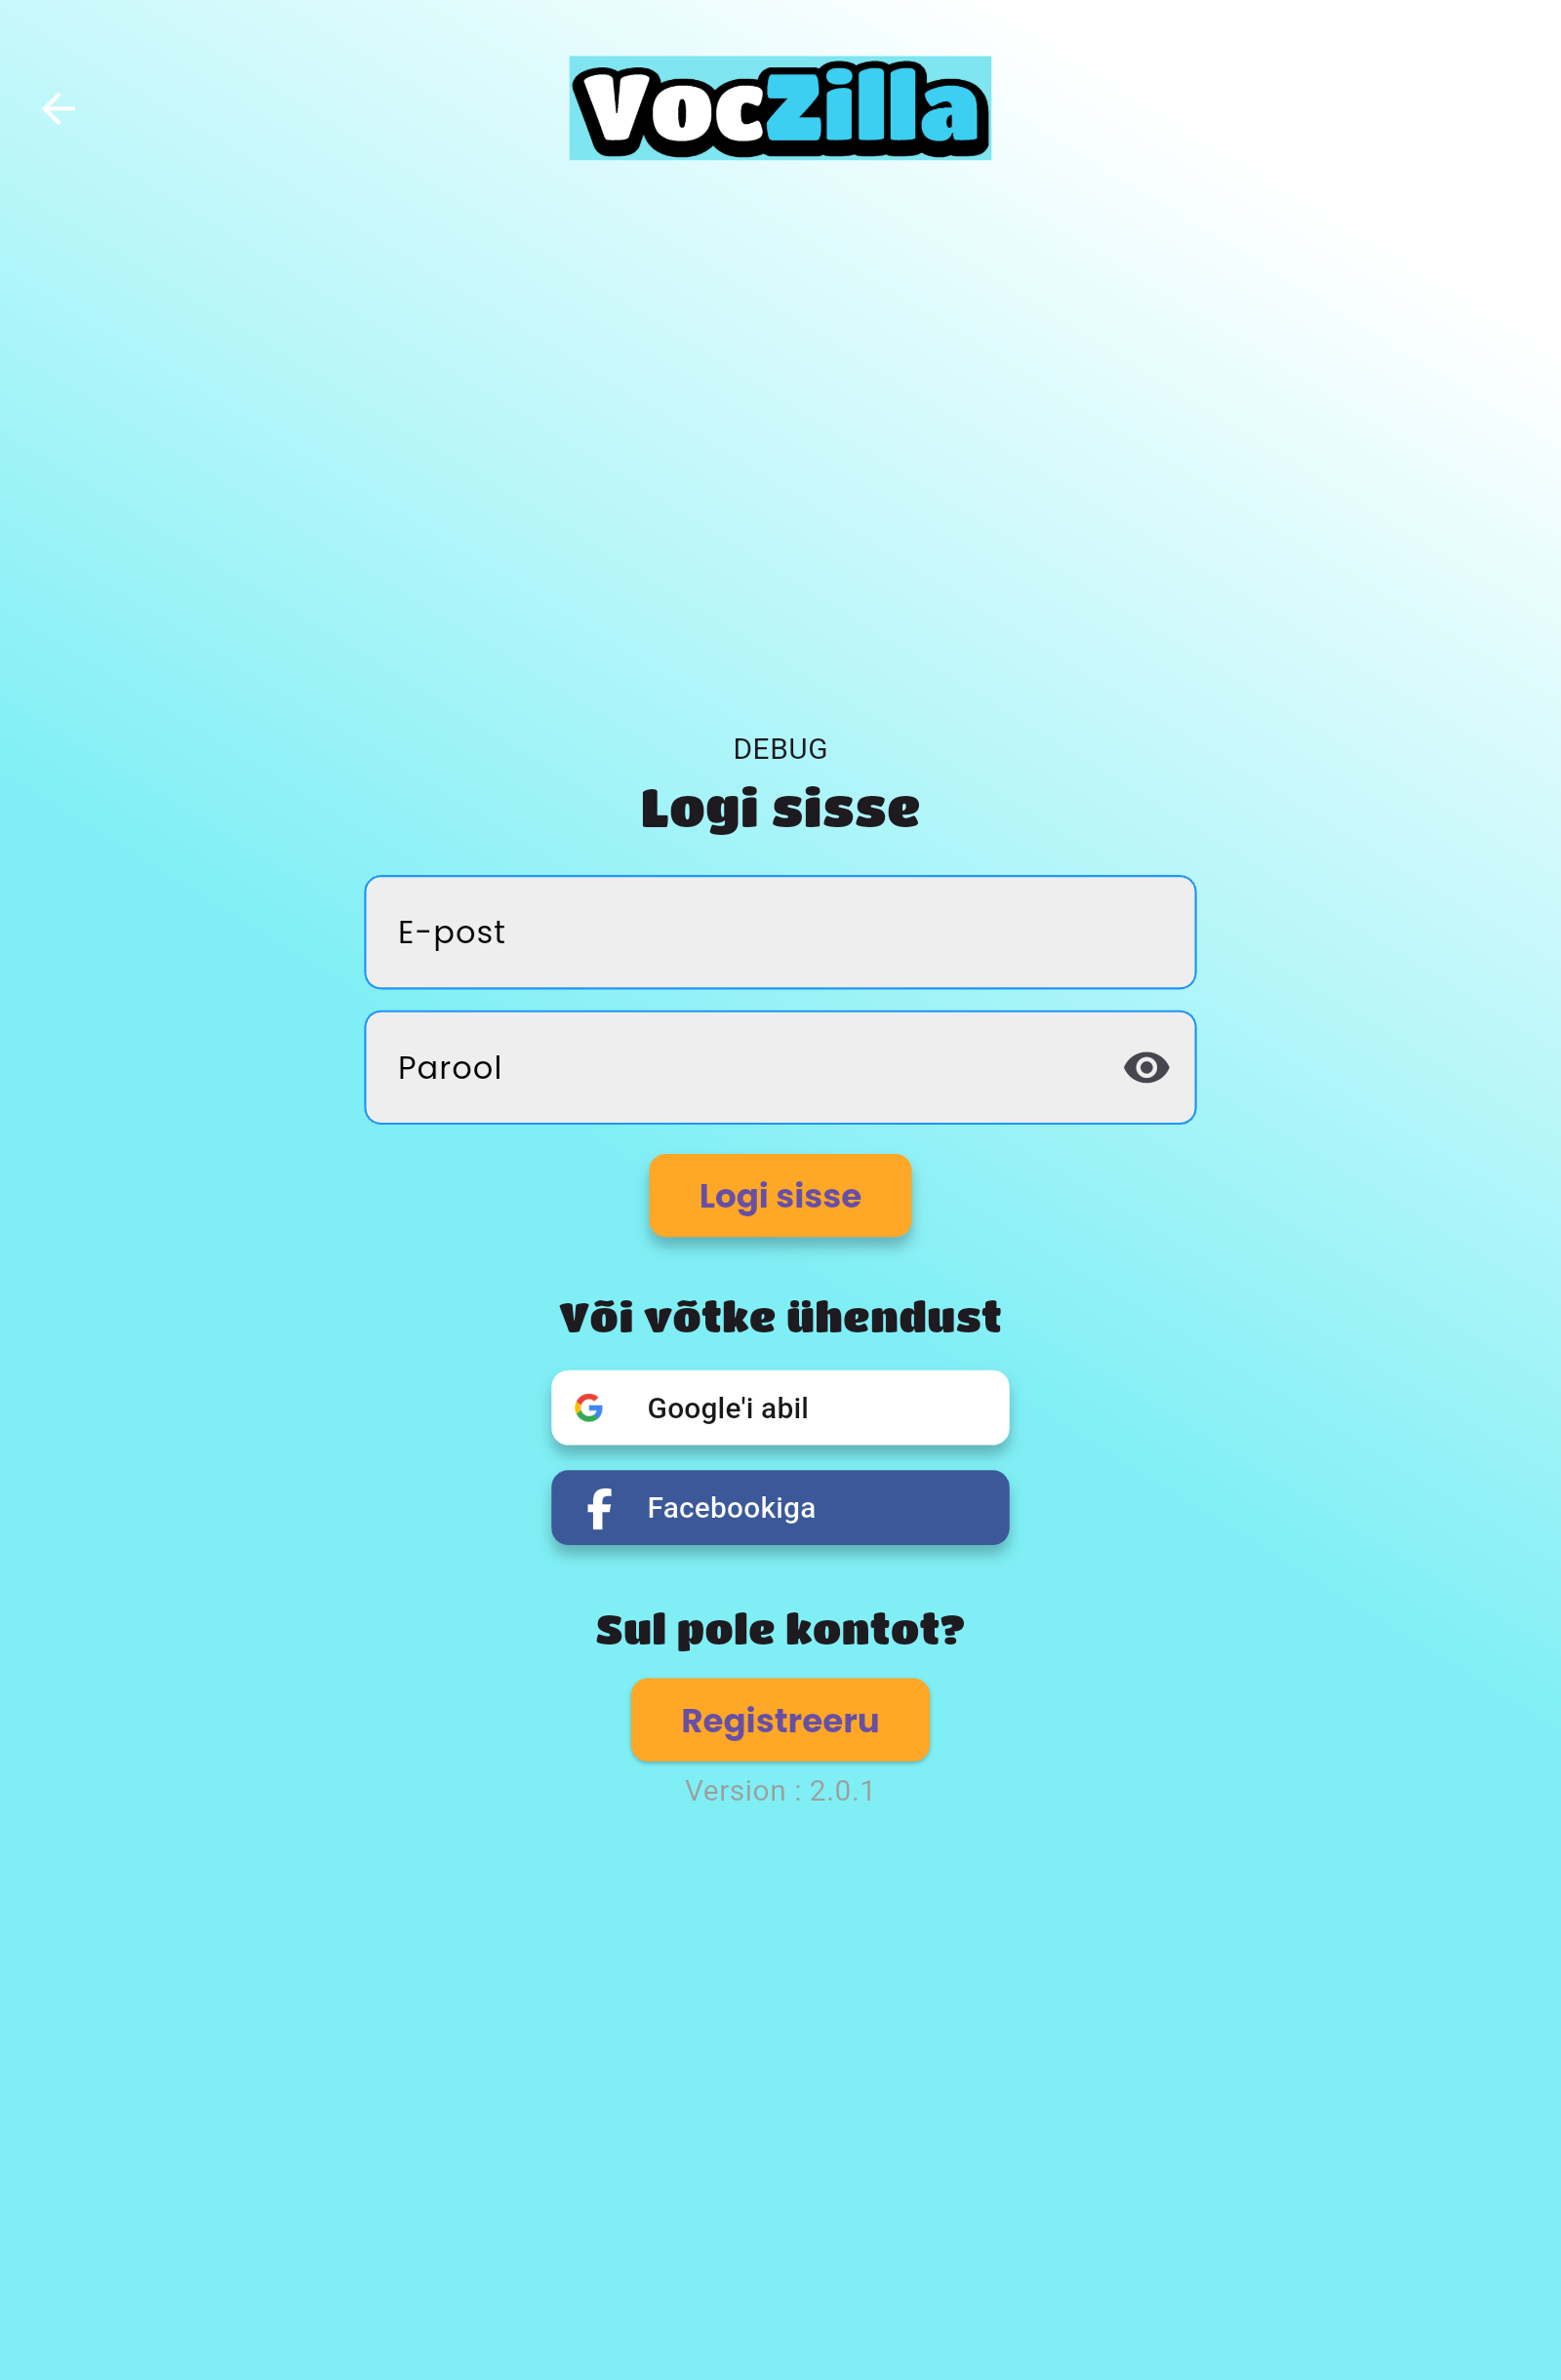 VocZilla
DEBUG
Logi sisse
E-post
Parool
Logi sisse
Või võtke ühendust
Google'i abil
Facebookiga
Sul pole kontot?
Registreeru
Version : 2.0.1